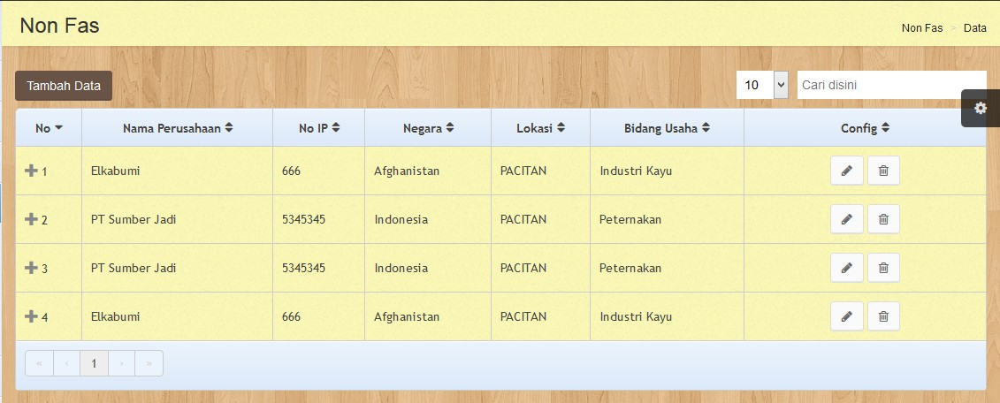 Non Fas
Non Fas > Data
Tambah Data 10 Cari disini
No Nama Perusahaan No IP Negara Lokasi Bidang Usaha Config
1 Elkabumi 666 Afghanistan PACITAN Industri Kayu
2 PT Sumber Jadi 5345345 Indonesia PACITAN Peternakan
3 PT Sumber Jadi 5345345 Indonesia PACITAN Peternakan
4 Elkabumi 666 Afghanistan PACITAN Industri Kayu
« ‹ 1 › »